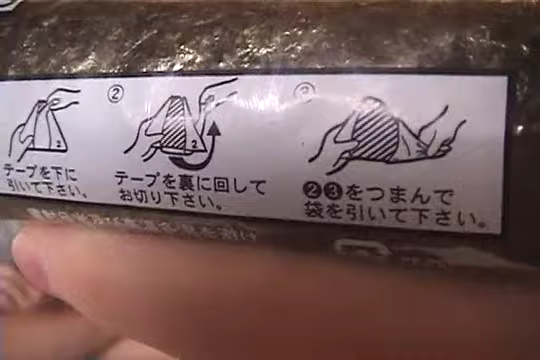 テープを下に
引いて下さい。
②
テープを裏に回して
お切り下さい。
③
❷❸をつまんで
袋を引いて下さい。